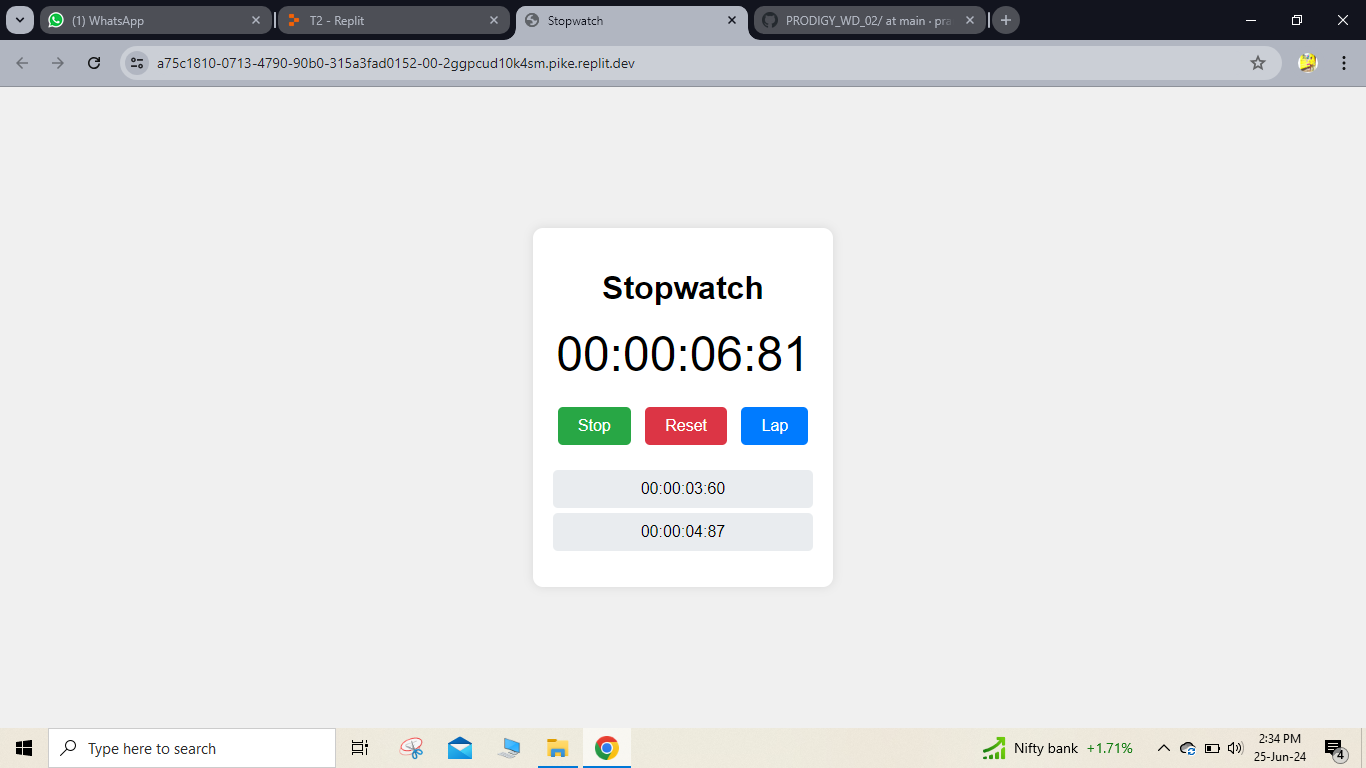 (1) WhatsApp
T2 - Replit
Stopwatch
PRODIGY_WD_02/ at main · pra
a75c1810-0713-4790-90b0-315a3fad0152-00-2ggpcud10k4sm.pike.replit.dev
Stopwatch
00:00:06:81
Stop Reset Lap
00:00:03:60
00:00:04:87
Type here to search
Nifty bank +1.71%
2:34 PM
25-Jun-24
4